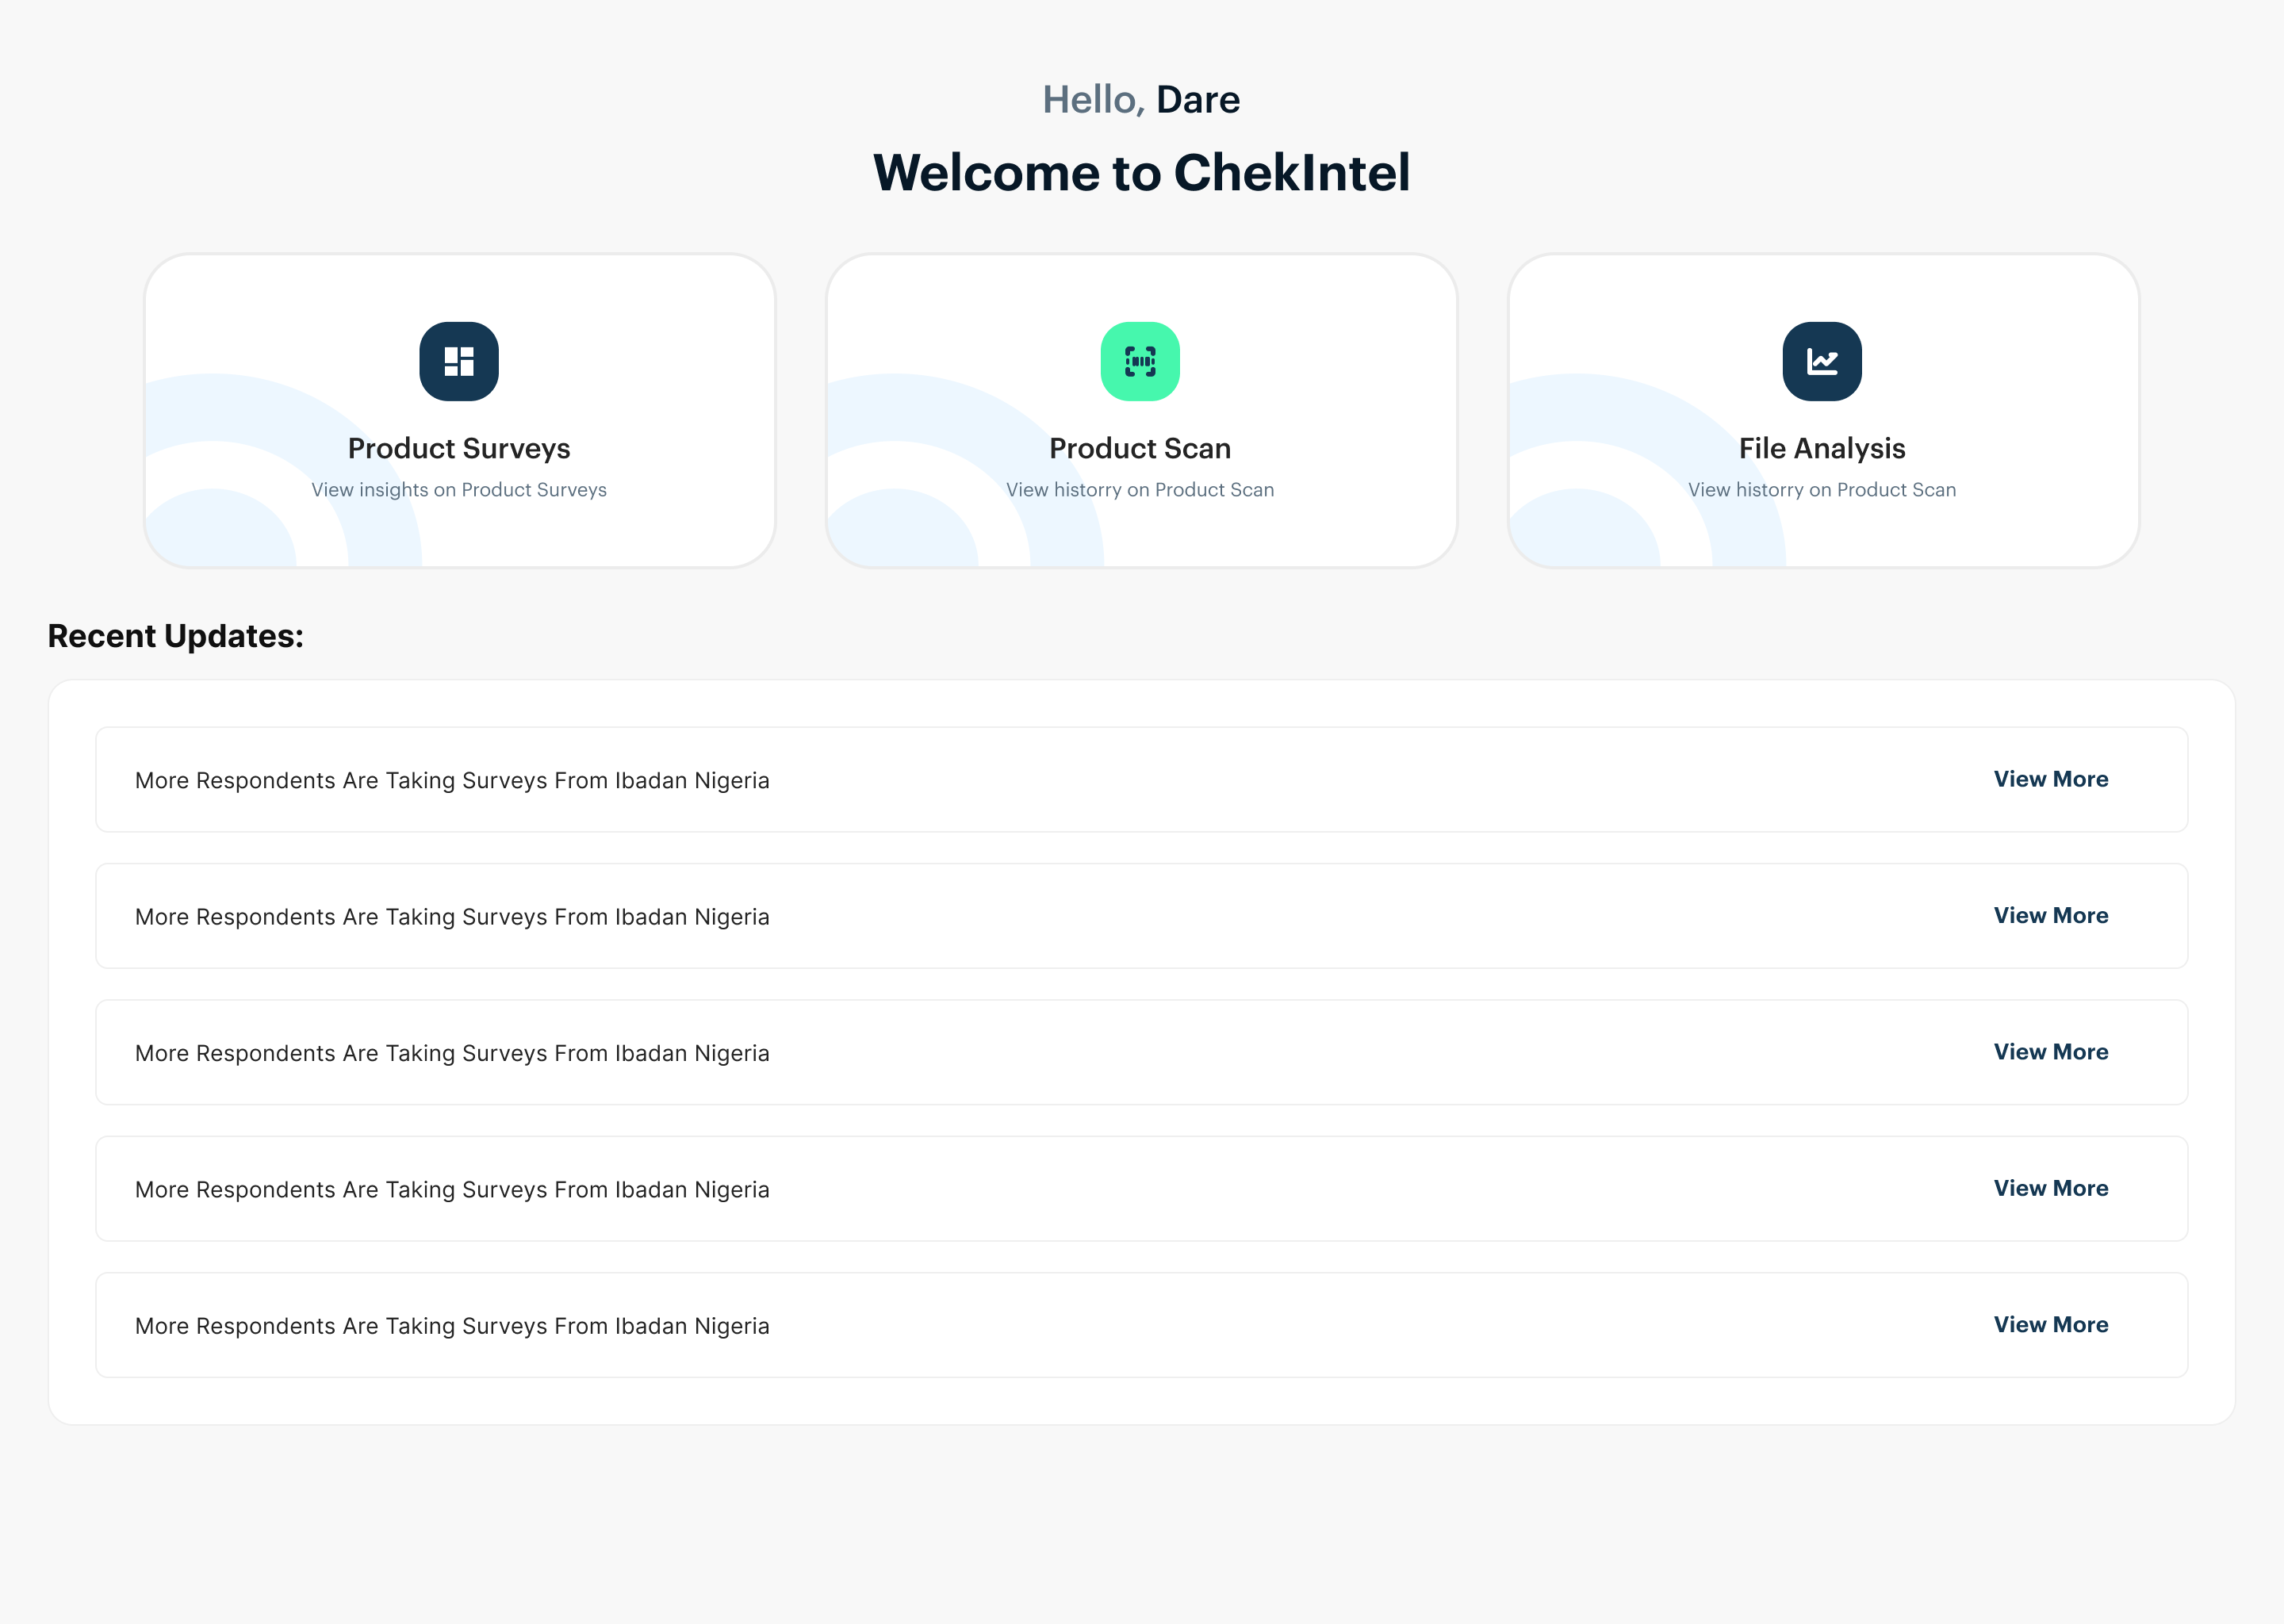 Hello, Dare
Welcome to ChekIntel
Product Surveys
View insights on Product Surveys
Product Scan
View historry on Product Scan
File Analysis
View historry on Product Scan
Recent Updates:
More Respondents Are Taking Surveys From Ibadan Nigeria
View More
More Respondents Are Taking Surveys From Ibadan Nigeria
View More
More Respondents Are Taking Surveys From Ibadan Nigeria
View More
More Respondents Are Taking Surveys From Ibadan Nigeria
View More
More Respondents Are Taking Surveys From Ibadan Nigeria
View More